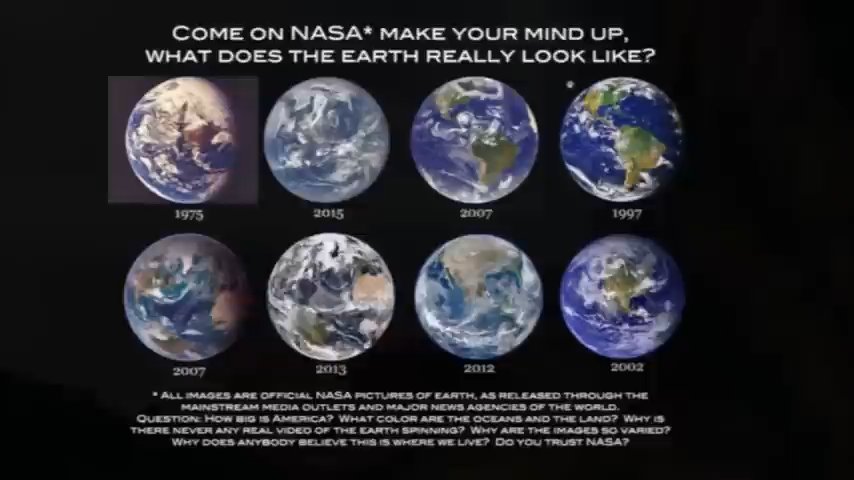 COME ON NASA* MAKE YOUR MIND UP,
WHAT DOES THE EARTH REALLY LOOK LIKE?
*
1975 2015 2007 1997
2007 2013 2012 2002
* ALL IMAGES ARE OFFICIAL NASA PICTURES OF EARTH, AS RELEASED THROUGH THE
MAINSTREAM MEDIA OUTLETS AND MAJOR NEWS AGENCIES OF THE WORLD.
QUESTION: HOW BIG IS AMERICA? WHAT COLOR ARE THE OCEANS AND THE LAND? WHY IS
THERE NEVER ANY REAL VIDEO OF THE EARTH SPINNING? WHY ARE THE IMAGES SO VARIED?
WHY DOES ANYBODY BELIEVE THIS IS WHERE WE LIVE? DO YOU TRUST NASA?